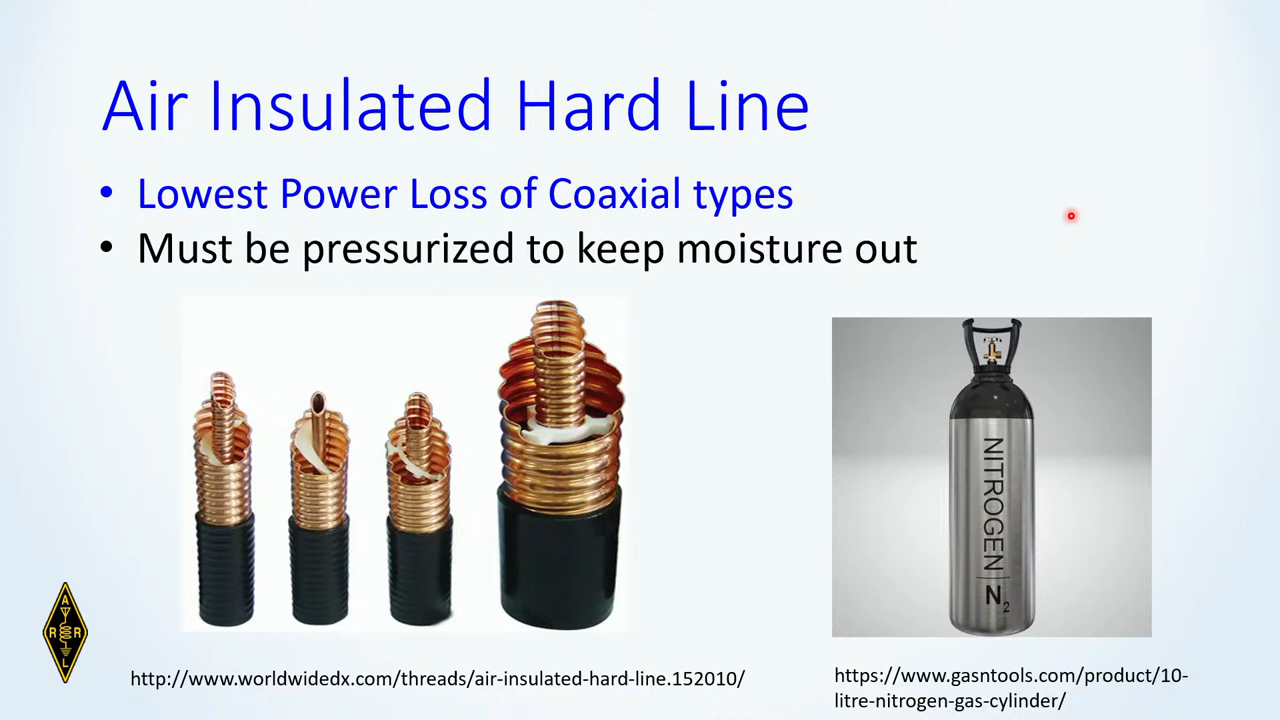 Air Insulated Hard Line
• Lowest Power Loss of Coaxial types
• Must be pressurized to keep moisture out
NITROGEN
N2
A
R R
L
http://www.worldwidedx.com/threads/air-insulated-hard-line.152010/
https://www.gasntools.com/product/10-
litre-nitrogen-gas-cylinder/